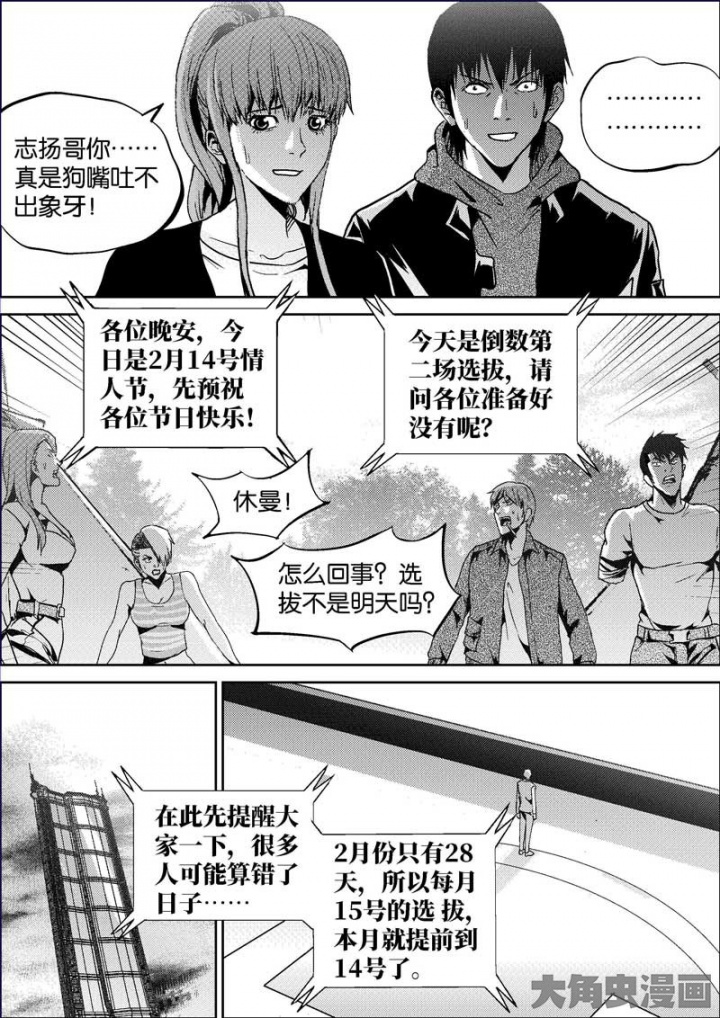 志扬哥你……
真是狗嘴吐不
出象牙！
…………
…………
各位晚安，今
日是2月14号情
人节，先预祝
各位节日快乐！
今天是倒数第
二场选拔，请
问各位准备好
没有呢？
休曼！
怎么回事？选
拔不是明天吗？
在此先提醒大
家一下，很多
人可能算错了
日子……
2月份只有28
天，所以每月
15号的选 拔，
本月就提前到
14号了。
大角虫漫画